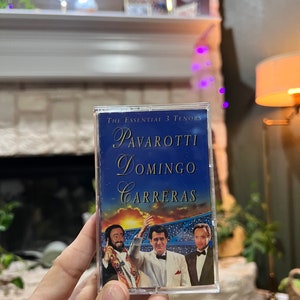 The Essential 3 Tenors
Pavarotti
Domingo
Carreras